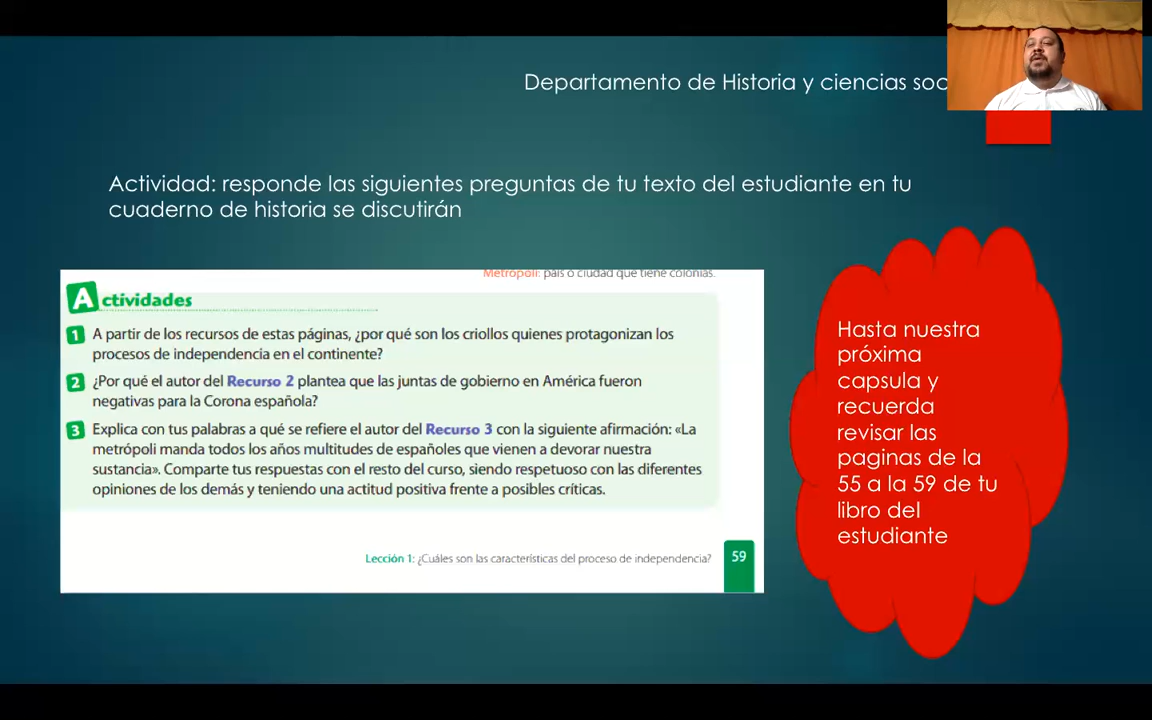 Departamento de Historia y ciencias soc
Actividad: responde las siguientes preguntas de tu texto del estudiante en tu
cuaderno de historia se discutirán
Metrópoli: país o ciudad que tiene colonias.
Actividades
1 A partir de los recursos de estas páginas, ¿por qué son los criollos quienes protagonizan los
procesos de independencia en el continente?
2 ¿Por qué el autor del Recurso 2 plantea que las juntas de gobierno en América fueron
negativas para la Corona española?
3 Explica con tus palabras a qué se refiere el autor del Recurso 3 con la siguiente afirmación: «La
metrópoli manda todos los años multitudes de españoles que vienen a devorar nuestra
sustancia». Comparte tus respuestas con el resto del curso, siendo respetuoso con las diferentes
opiniones de los demás y teniendo una actitud positiva frente a posibles críticas.
Lección 1: ¿Cuáles son las características del proceso de independencia? 59
Hasta nuestra
próxima
capsula y
recuerda
revisar las
paginas de la
55 a la 59 de tu
libro del
estudiante